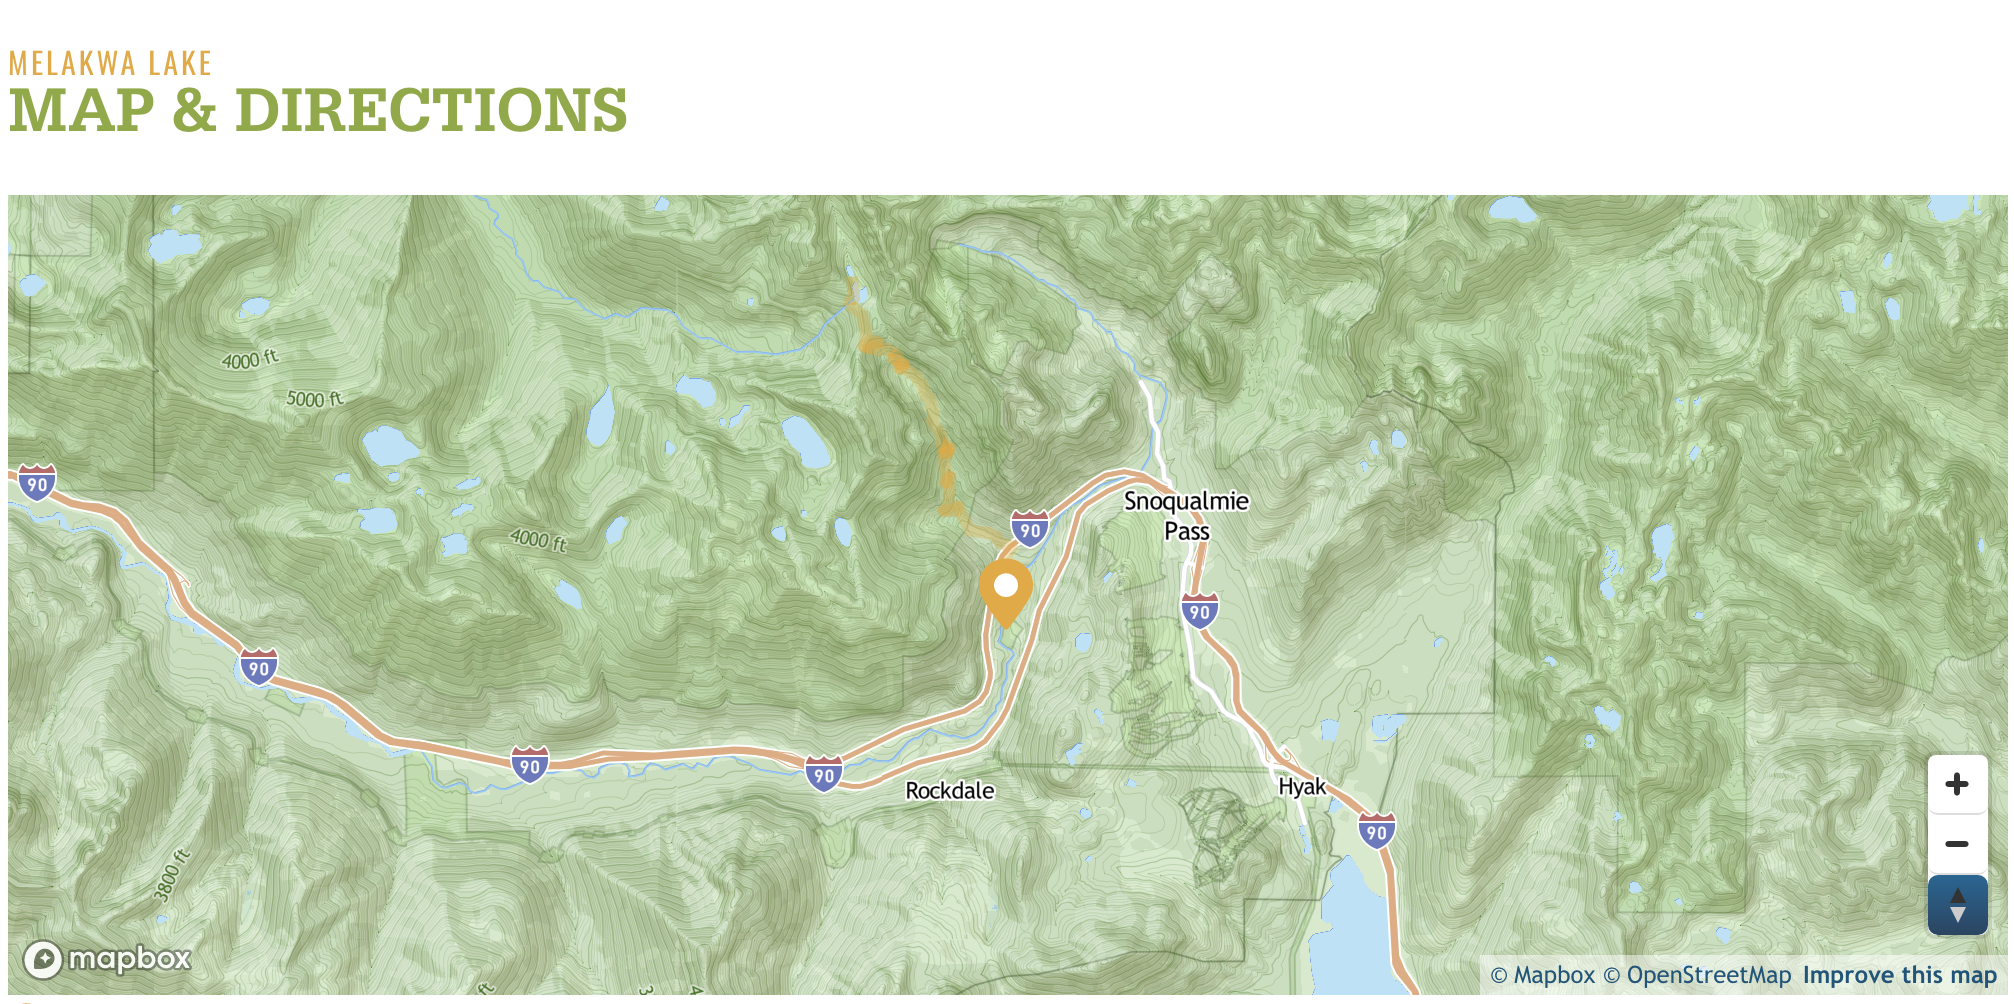 MELAKWA LAKE
MAP & DIRECTIONS
4000 ft
5000 ft
90
Snoqualmie
Pass
90
4000 ft
90
90
90
90
Rockdale
Hyak
90
3800 ft
mapbox
ft
© Mapbox © OpenStreetMap Improve this map